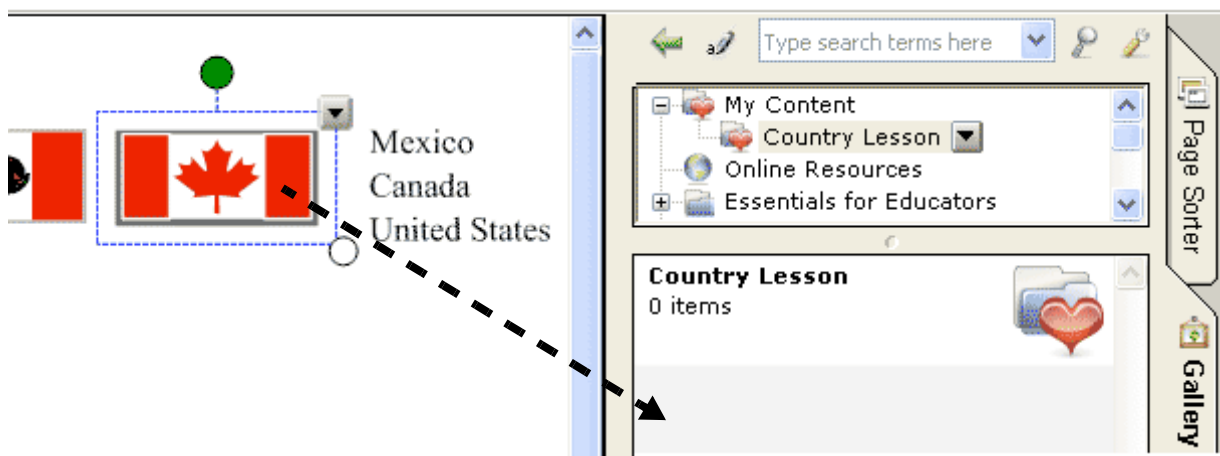 Mexico
Canada
United States
a
Type search terms here
My Content
Country Lesson
Online Resources
Essentials for Educators
Country Lesson
0 items
Page Sorter
Gallery